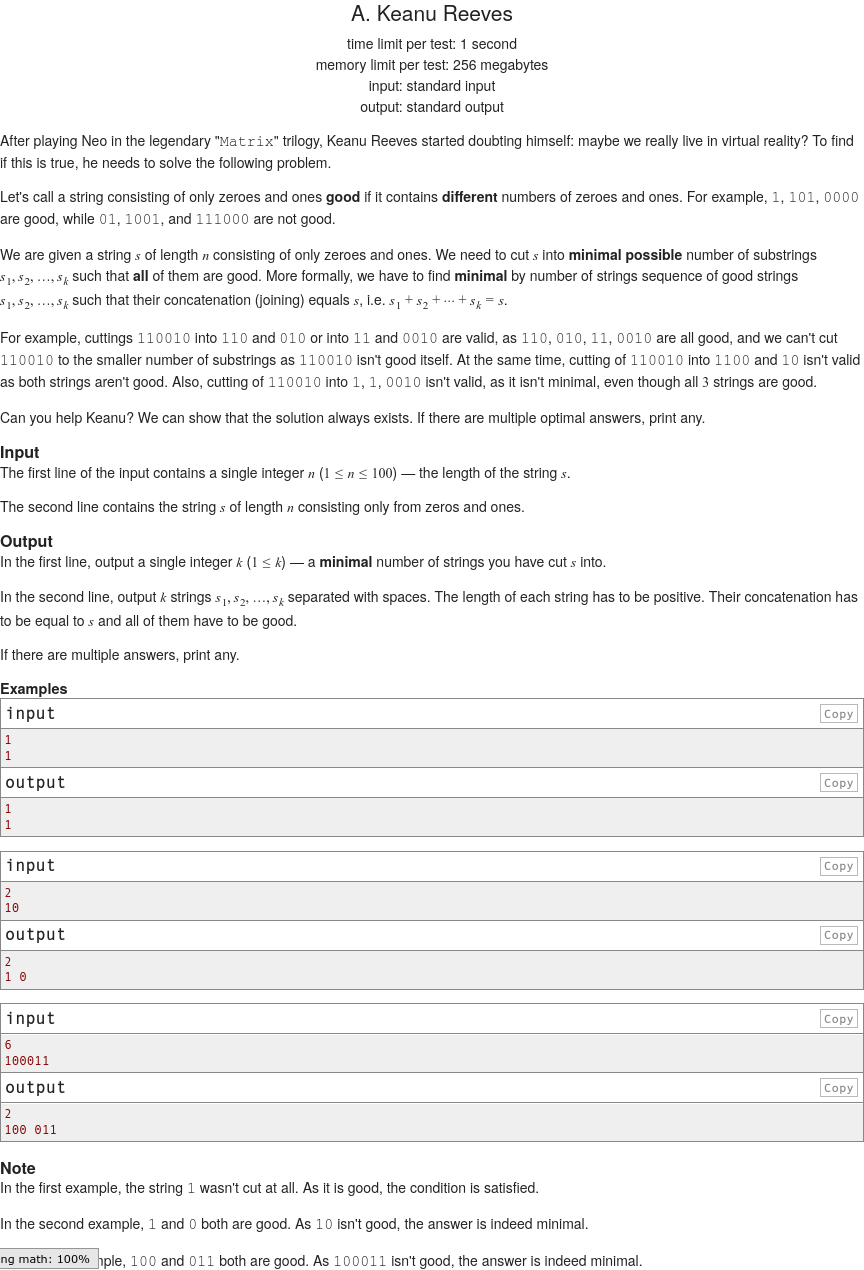 A. Keanu Reeves
time limit per test: 1 second
memory limit per test: 256 megabytes
input: standard input
output: standard output
After playing Neo in the legendary "Matrix" trilogy, Keanu Reeves started doubting himself: maybe we really live in virtual reality? To find
if this is true, he needs to solve the following problem.
Let's call a string consisting of only zeroes and ones good if it contains different numbers of zeroes and ones. For example, 1, 101, 0000
are good, while 01, 1001, and 111000 are not good.
We are given a string s of length n consisting of only zeroes and ones. We need to cut s into minimal possible number of substrings
s1, s2, …, sk such that all of them are good. More formally, we have to find minimal by number of strings sequence of good strings
s1, s2, …, sk such that their concatenation (joining) equals s, i.e. s1 + s2 + ⋯ + sk = s.
For example, cuttings 110010 into 110 and 010 or into 11 and 0010 are valid, as 110, 010, 11, 0010 are all good, and we can't cut
110010 to the smaller number of substrings as 110010 isn't good itself. At the same time, cutting of 110010 into 1100 and 10 isn't valid
as both strings aren't good. Also, cutting of 110010 into 1, 1, 0010 isn't valid, as it isn't minimal, even though all 3 strings are good.
Can you help Keanu? We can show that the solution always exists. If there are multiple optimal answers, print any.
Input
The first line of the input contains a single integer n (1 ≤ n ≤ 100) — the length of the string s.
The second line contains the string s of length n consisting only from zeros and ones.
Output
In the first line, output a single integer k (1 ≤ k) — a minimal number of strings you have cut s into.
In the second line, output k strings s1, s2, …, sk separated with spaces. The length of each string has to be positive. Their concatenation has
to be equal to s and all of them have to be good.
If there are multiple answers, print any.
Examples
input Copy
1
1
output Copy
1
1
input Copy
2
10
output Copy
2
1 0
input Copy
6
100011
output Copy
2
100 011
Note
In the first example, the string 1 wasn't cut at all. As it is good, the condition is satisfied.
In the second example, 1 and 0 both are good. As 10 isn't good, the answer is indeed minimal.
ng math: 100% mple, 100 and 011 both are good. As 100011 isn't good, the answer is indeed minimal.